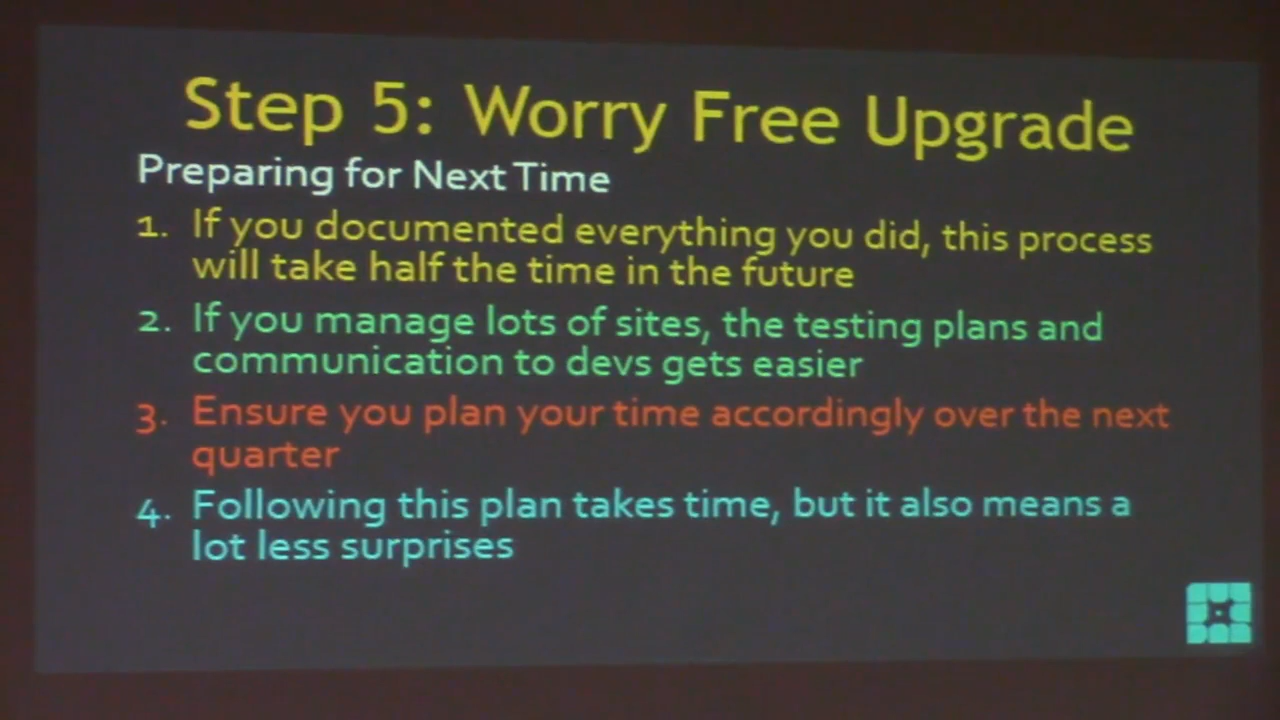 Step 5: Worry Free Upgrade
Preparing for Next Time
1. If you documented everything you did, this process
will take half the time in the future
2. If you manage lots of sites, the testing plans and
communication to devs gets easier
3. Ensure you plan your time accordingly over the next
quarter
4. Following this plan takes time, but it also means a
lot less surprises